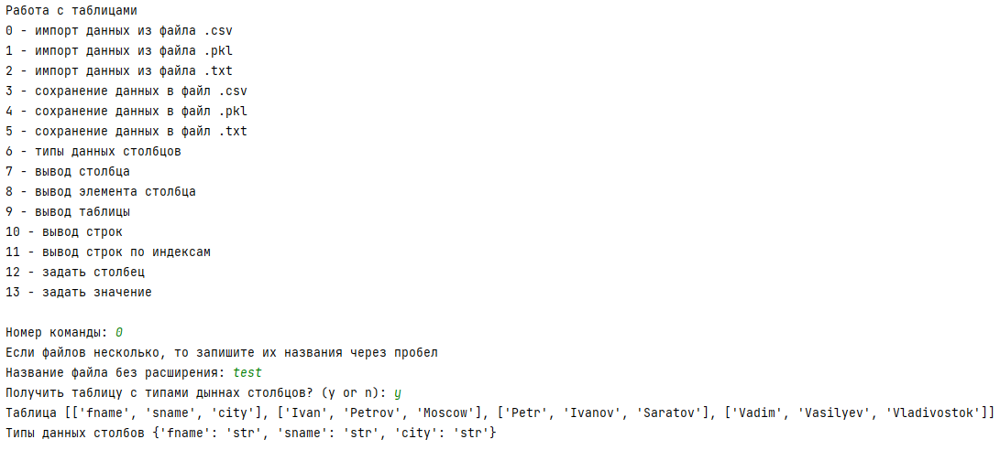 Работа с таблицами
0 - импорт данных из файла .csv
1 - импорт данных из файла .pkl
2 - импорт данных из файла .txt
3 - сохранение данных в файл .csv
4 - сохранение данных в файл .pkl
5 - сохранение данных в файл .txt
6 - типы данных столбцов
7 - вывод столбца
8 - вывод элемента столбца
9 - вывод таблицы
10 - вывод строк
11 - вывод строк по индексам
12 - задать столбец
13 - задать значение
Номер команды: 0
Если файлов несколько, то запишите их названия через пробел
Название файла без расширения: test
Получить таблицу с типами дыннах столбцов? (y or n): y
Таблица [['fname', 'sname', 'city'], ['Ivan', 'Petrov', 'Moscow'], ['Petr', 'Ivanov', 'Saratov'], ['Vadim', 'Vasilyev', 'Vladivostok']]
Типы данных столбов {'fname': 'str', 'sname': 'str', 'city': 'str'}